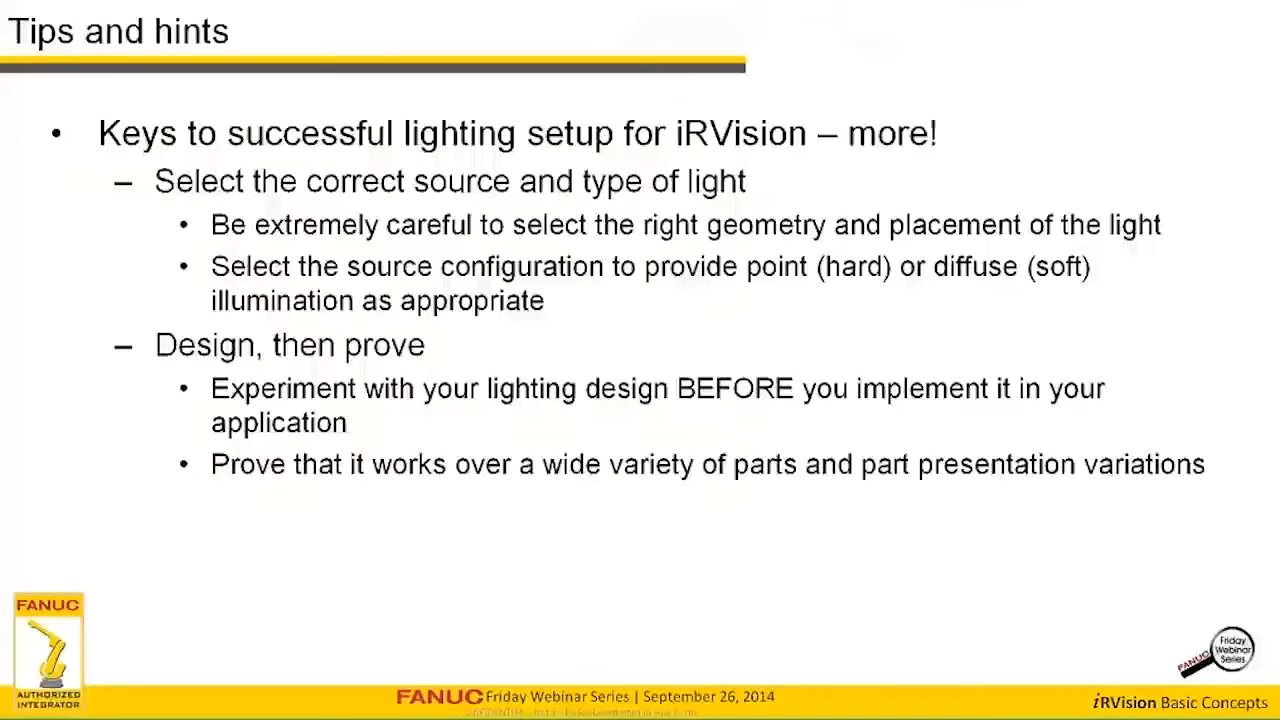 Tips and hints
• Keys to successful lighting setup for iRVision – more!
– Select the correct source and type of light
• Be extremely careful to select the right geometry and placement of the light
• Select the source configuration to provide point (hard) or diffuse (soft)
illumination as appropriate
– Design, then prove
• Experiment with your lighting design BEFORE you implement it in your
application
• Prove that it works over a wide variety of parts and part presentation variations
FANUC
AUTHORIZED
INTEGRATOR
FANUC Friday Webinar Series | September 26, 2014
Friday
Webinar
Series
FANUC
iRVision Basic Concepts